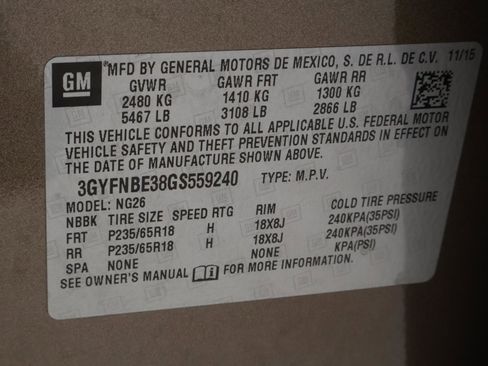 GM
*MFD BY GENERAL MOTORS DE MEXICO, S. DE R.L. DE C.V. 11/15
GVWR GAWR FRT GAWR RR
2480 KG 1410 KG 1300 KG
5467 LB 3108 LB 2866 LB
THIS VEHICLE CONFORMS TO ALL APPLICABLE U.S. FEDERAL MOTOR
VEHICLE SAFETY AND THEFT PREVENTION STANDARDS IN EFFECT ON
THE DATE OF MANUFACTURE SHOWN ABOVE.
3GYFNBE38GS559240 TYPE: M.P.V.
MODEL: NG26
NBBK TIRE SIZE SPEED RTG RIM COLD TIRE PRESSURE
FRT P235/65R18 H 18X8J 240KPA(35PSI)
RR P235/65R18 H 18X8J 240KPA(35PSI)
SPA NONE NONE KPA(PSI)
SEE OWNER'S MANUAL FOR MORE INFORMATION.